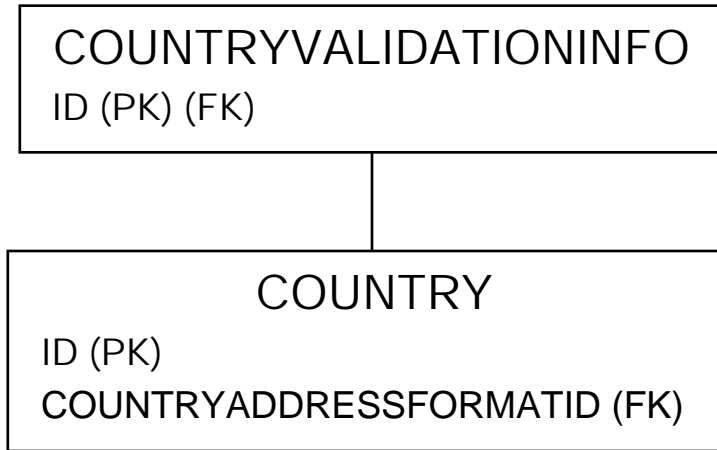 COUNTRYVALIDATIONINFO
ID (PK) (FK)
COUNTRY
ID (PK)
COUNTRYADDRESSFORMATID (FK)